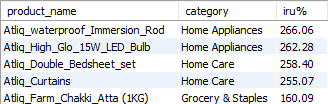 product_name category iru%
Atliq_waterproof_Immersion_Rod Home Appliances 266.06
Atliq_High_Glo_15W_LED_Bulb Home Appliances 262.28
Atliq_Double_Bedsheet_set Home Care 258.40
Atliq_Curtains Home Care 255.07
Atliq_Farm_Chakki_Atta (1KG) Grocery & Staples 160.09